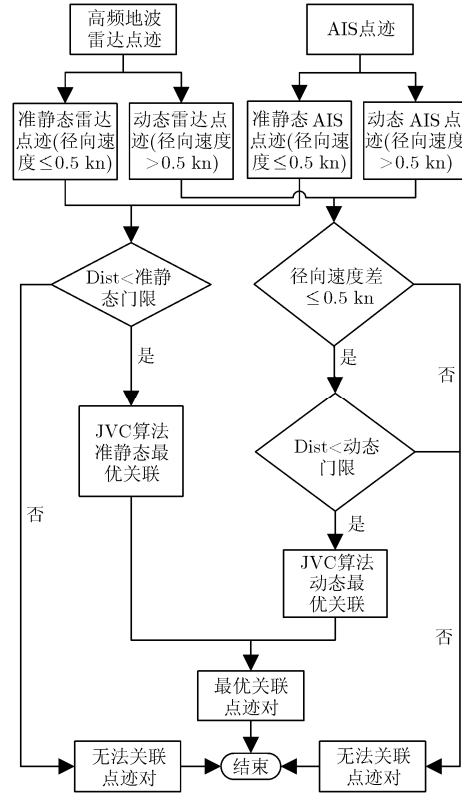 高频地波
雷达点迹
AIS点迹
准静态雷达
点迹(径向速
度≤0.5 kn)
动态雷达点
迹(径向速度
>0.5 kn)
准静态 AIS
点迹(径向速
度≤0.5 kn)
动态 AIS 点
迹(径向速度
>0.5 kn)
Dist<准静
态门限
径向速度差
≤0.5 kn
是
是
否
JVC算法
准静态最
优关联
Dist<动态
门限
否
是
JVC算法
动态最
优关联
否
最优关联
点迹对
无法关联
点迹对
结束
无法关联
点迹对